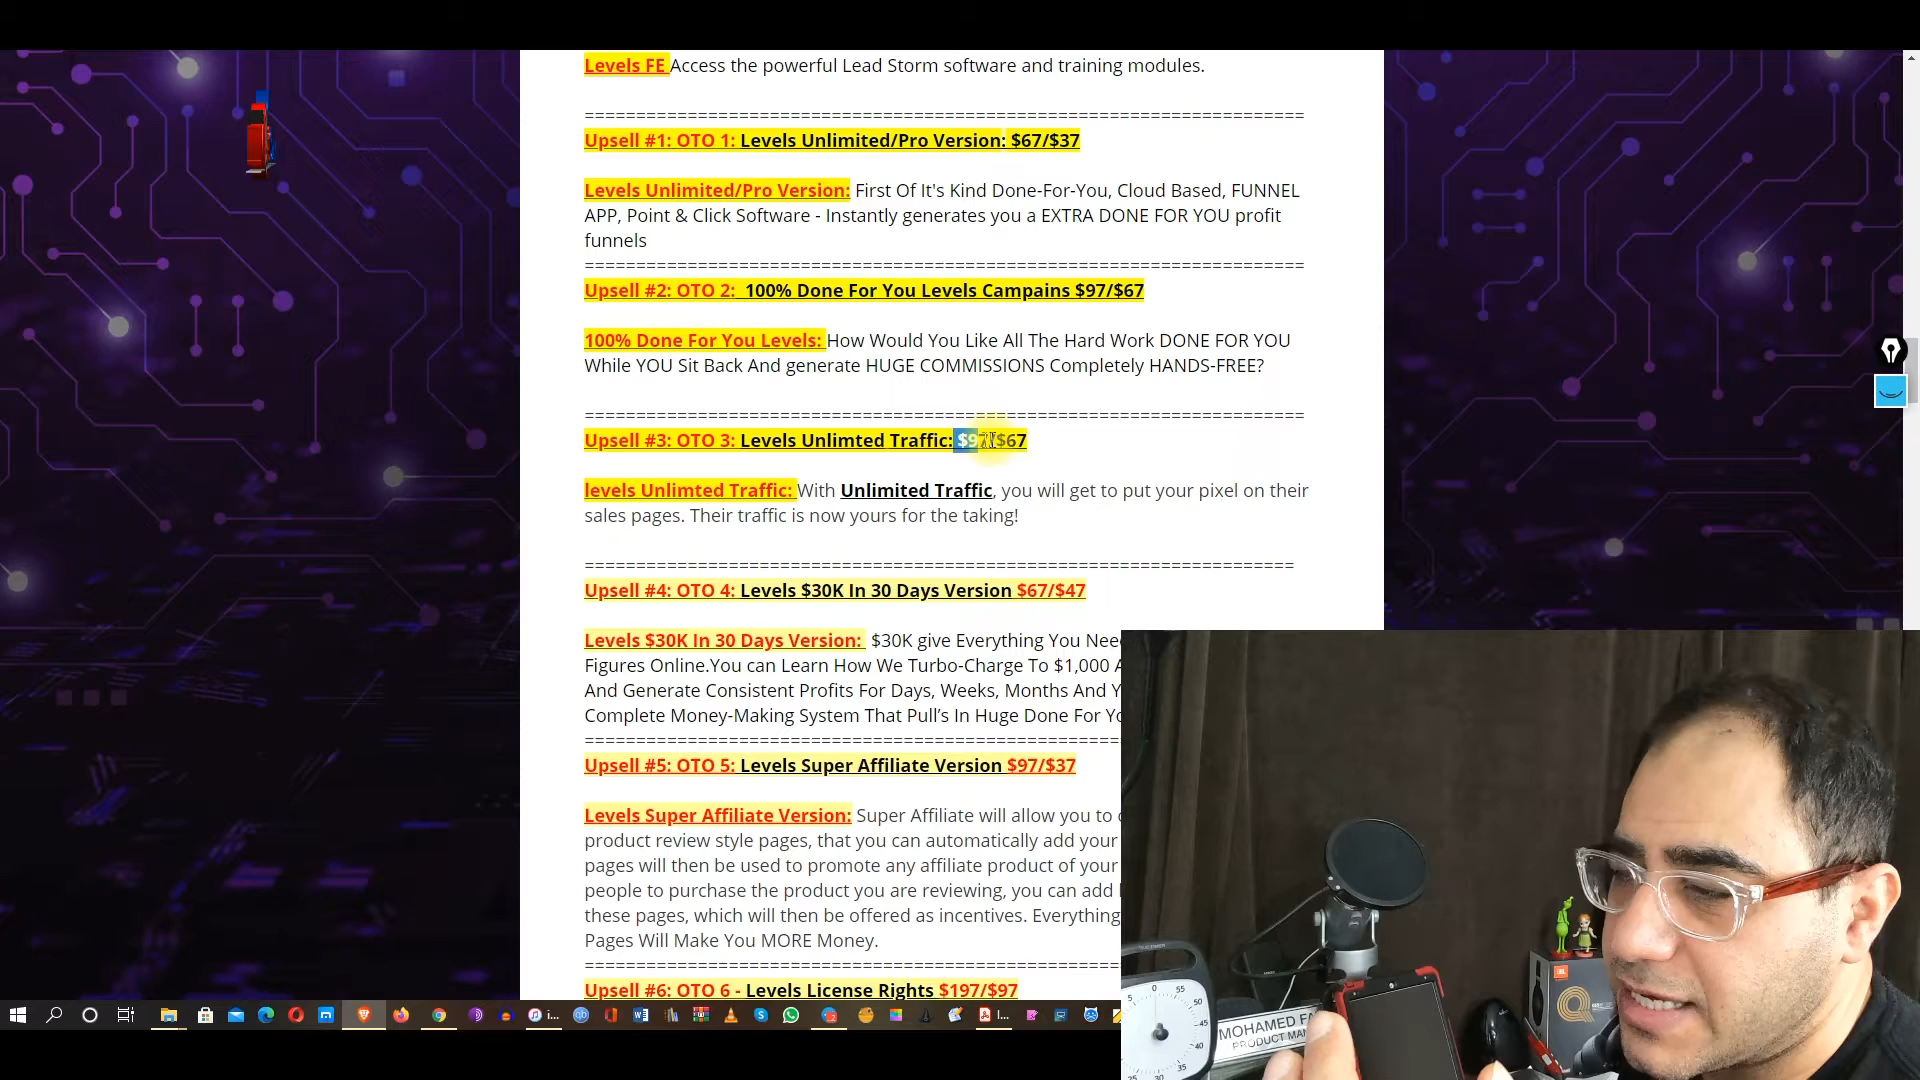 Levels FE Access the powerful Lead Storm software and training modules.
=====================================================================
Upsell #1: OTO 1: Levels Unlimited/Pro Version: $67/$37
Levels Unlimited/Pro Version: First Of It's Kind Done-For-You, Cloud Based, FUNNEL
APP, Point & Click Software - Instantly generates you a EXTRA DONE FOR YOU profit
funnels
=====================================================================
Upsell #2: OTO 2: 100% Done For You Levels Campains $97/$67
100% Done For You Levels: How Would You Like All The Hard Work DONE FOR YOU
While YOU Sit Back And generate HUGE COMMISSIONS Completely HANDS-FREE?
=====================================================================
Upsell #3: OTO 3: Levels Unlimted Traffic: $97/$67
levels Unlimted Traffic: With Unlimited Traffic, you will get to put your pixel on their
sales pages. Their traffic is now yours for the taking!
====================================================================
Upsell #4: OTO 4: Levels $30K In 30 Days Version $67/$47
Levels $30K In 30 Days Version: $30K give Everything You
Figures Online.You can Learn How We Turbo-Charge To $1,000
And Generate Consistent Profits For Days, Weeks, Months And
Complete Money-Making System That Pull's In Huge Done For
====================================================
Upsell #5: OTO 5: Levels Super Affiliate Version $97/$37
Levels Super Affiliate Version: Super Affiliate will allow you to
product review style pages, that you can automatically add your
pages will then be used to promote any affiliate product of your
people to purchase the product you are reviewing, you can add
these pages, which will then be offered as incentives. Everything
Pages Will Make You MORE Money.
====================================================
Upsell #6: OTO 6 - Levels License Rights $197/$97
MOHAMED
PRODUCT
JBL
0
55
50
45
40
35
30
25
5
i...
I...